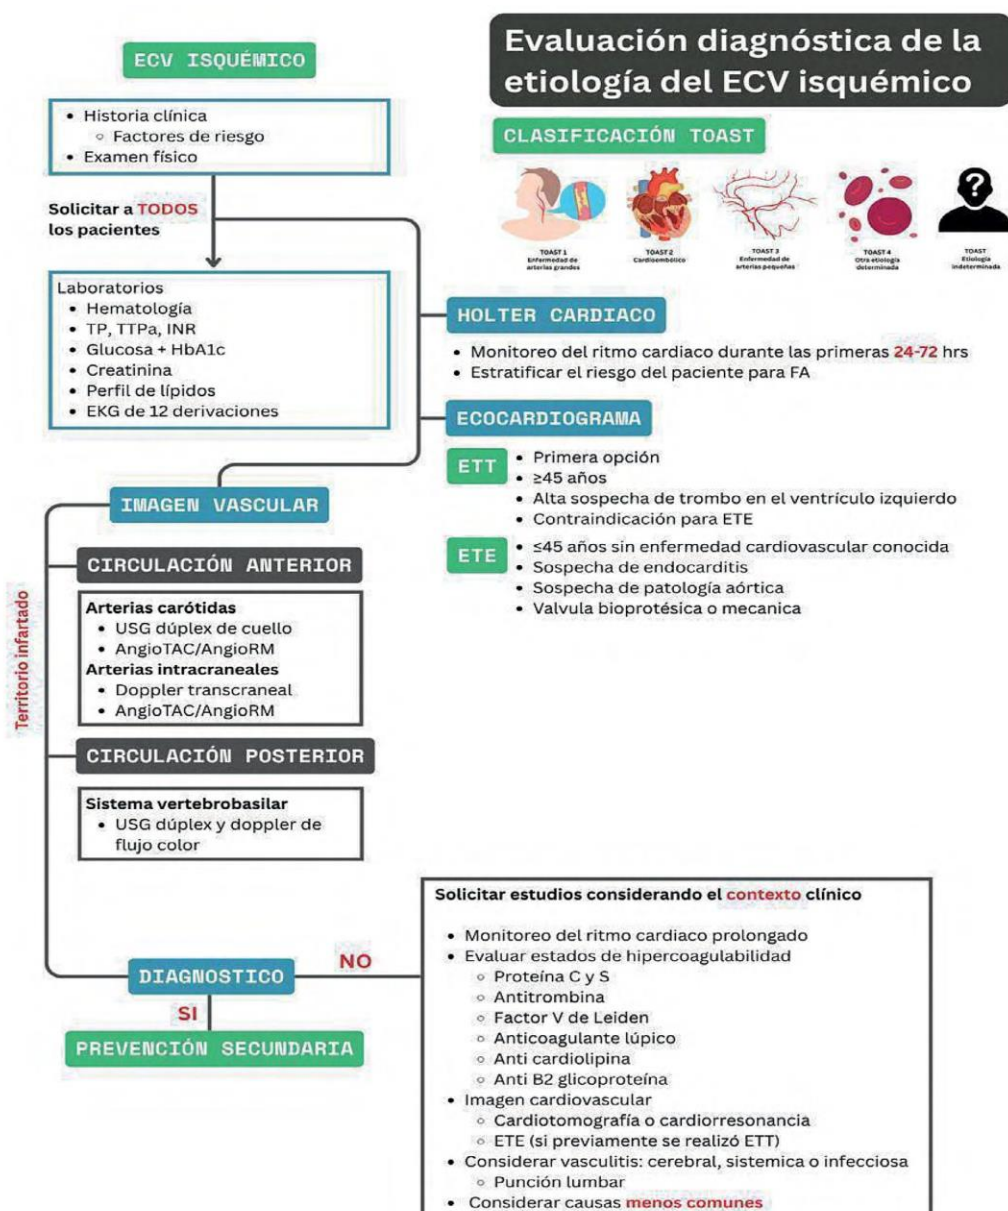 Evaluación diagnóstica de la
etiología del ECV isquémico
ECV ISQUÉMICO
• Historia clínica
◦ Factores de riesgo
• Examen físico
Solicitar a TODOS
los pacientes
Laboratorios
• Hematología
• TP, TTPa, INR
• Glucosa + HbA1c
• Creatinina
• Perfil de lípidos
• EKG de 12 derivaciones
CLASIFICACIÓN TOAST
TOAST 1
Enfermedad de
arterias grandes
TOAST 2
Cardioembólico
TOAST 3
Enfermedad de
arterias pequeñas
TOAST 4
Otra etiología
determinada
?
TOAST
Etiología
indeterminada
HOLTER CARDIACO
• Monitoreo del ritmo cardiaco durante las primeras 24-72 hrs
• Estratificar el riesgo del paciente para FA
ECOCARDIOGRAMA
ETT
• Primera opción
• ≥45 años
• Alta sospecha de trombo en el ventrículo izquierdo
• Contraindicación para ETE
ETE
• ≤45 años sin enfermedad cardiovascular conocida
• Sospecha de endocarditis
• Sospecha de patología aórtica
• Valvula bioprotésica o mecanica
IMAGEN VASCULAR
Territorio infartado
CIRCULACIÓN ANTERIOR
Arterias carótidas
• USG dúplex de cuello
• AngioTAC/AngioRM
Arterias intracraneales
• Doppler transcraneal
• AngioTAC/AngioRM
CIRCULACIÓN POSTERIOR
Sistema vertebrobasilar
• USG dúplex y doppler de
flujo color
DIAGNOSTICO
NO
SI
PREVENCIÓN SECUNDARIA
Solicitar estudios considerando el contexto clínico
• Monitoreo del ritmo cardiaco prolongado
• Evaluar estados de hipercoagulabilidad
◦ Proteína C y S
◦ Antitrombina
◦ Factor V de Leiden
◦ Anticoagulante lúpico
◦ Anti cardiolipina
◦ Anti B2 glicoproteína
• Imagen cardiovascular
◦ Cardiotomografía o cardiorresonancia
◦ ETE (si previamente se realizó ETT)
• Considerar vasculitis: cerebral, sistemica o infecciosa
◦ Punción lumbar
• Considerar causas menos comunes